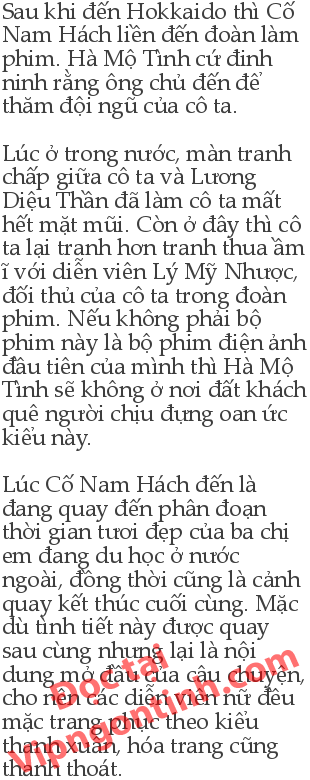 Sau khi đến Hokkaido thì Cố
Nam Hách liền đến đoàn làm
phim. Hà Mộ Tình cứ đinh
ninh rằng ông chủ đến để
thăm đội ngũ của cô ta.

Lúc ở trong nước, màn tranh
chấp giữa cô ta và Lương
Diệu Thần đã làm cô ta mất
hết mặt mũi. Còn ở đây thì cô
ta lại tranh hơn tranh thua ầm
ĩ với diễn viên Lý Mỹ Nhược,
đối thủ của cô ta trong đoàn
phim. Nếu không phải bộ
phim này là bộ phim điện ảnh
đầu tiên của mình thì Hà Mộ
Tình sẽ không ở nơi đất khách
quê người chịu đựng oan ức
kiểu này.

Lúc Cố Nam Hách đến là
đang quay đến phân đoạn
thời gian tươi đẹp của ba chị
em đang du học ở nước
ngoài, đồng thời cũng là cảnh
quay kết thúc cuối cùng. Mặc
dù tình tiết này được quay
sau cùng nhưng lại là nội
dung mở đầu của câu chuyện,
cho nên các diễn viên nữ đều
mặc trang phục theo kiểu
thanh xuân, hóa trang cũng
thanh thoát.
Đọc tại
Vipngontinh.com